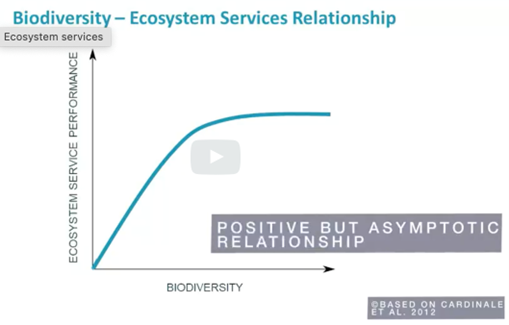 Biodiversity – Ecosystem Services Relationship
Ecosystem services
ECOSYSTEM SERVICE PERFORMANCE
POSITIVE BUT ASYMPTOTIC
RELATIONSHIP
BIODIVERSITY
©BASED ON CARDINALE
ET AL. 2012